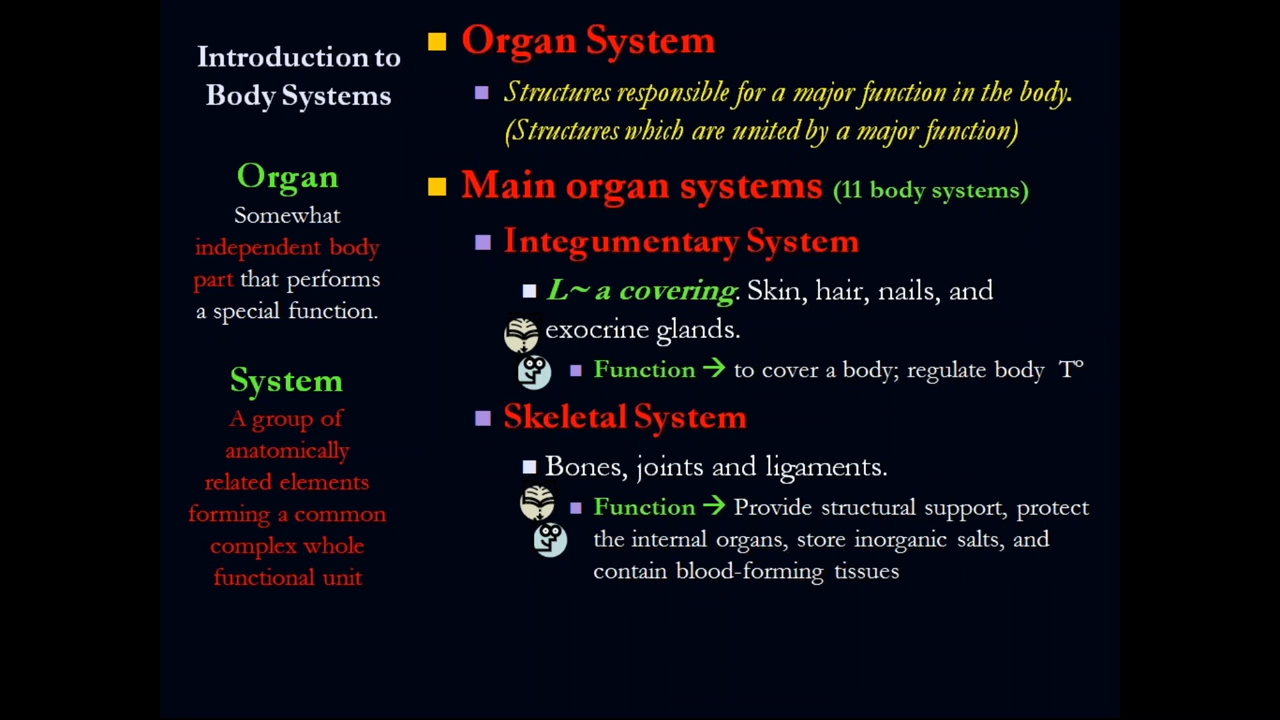 Introduction to
Body Systems
Organ
Somewhat
independent body
part that performs
a special function.
System
A group of
anatomically
related elements
forming a common
complex whole
functional unit
Organ System
Structures responsible for a major function in the body.
(Structures which are united by a major function)
Main organ systems (11 body systems)
Integumentary System
L~ a covering. Skin, hair, nails, and
exocrine glands.
Function → to cover a body; regulate body T°
Skeletal System
Bones, joints and ligaments.
Function → Provide structural support, protect
the internal organs, store inorganic salts, and
contain blood-forming tissues